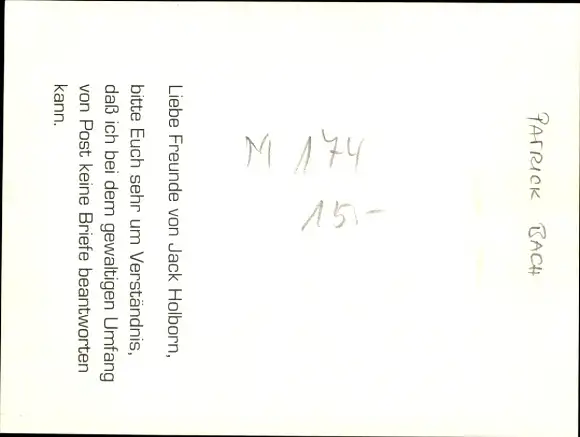 PATRICK BACH
M 174
15,-
Liebe Freunde von Jack Holborn,
bitte Euch sehr um Verständnis,
daß ich bei dem gewaltigen Umfang
von Post keine Briefe beantworten
kann.